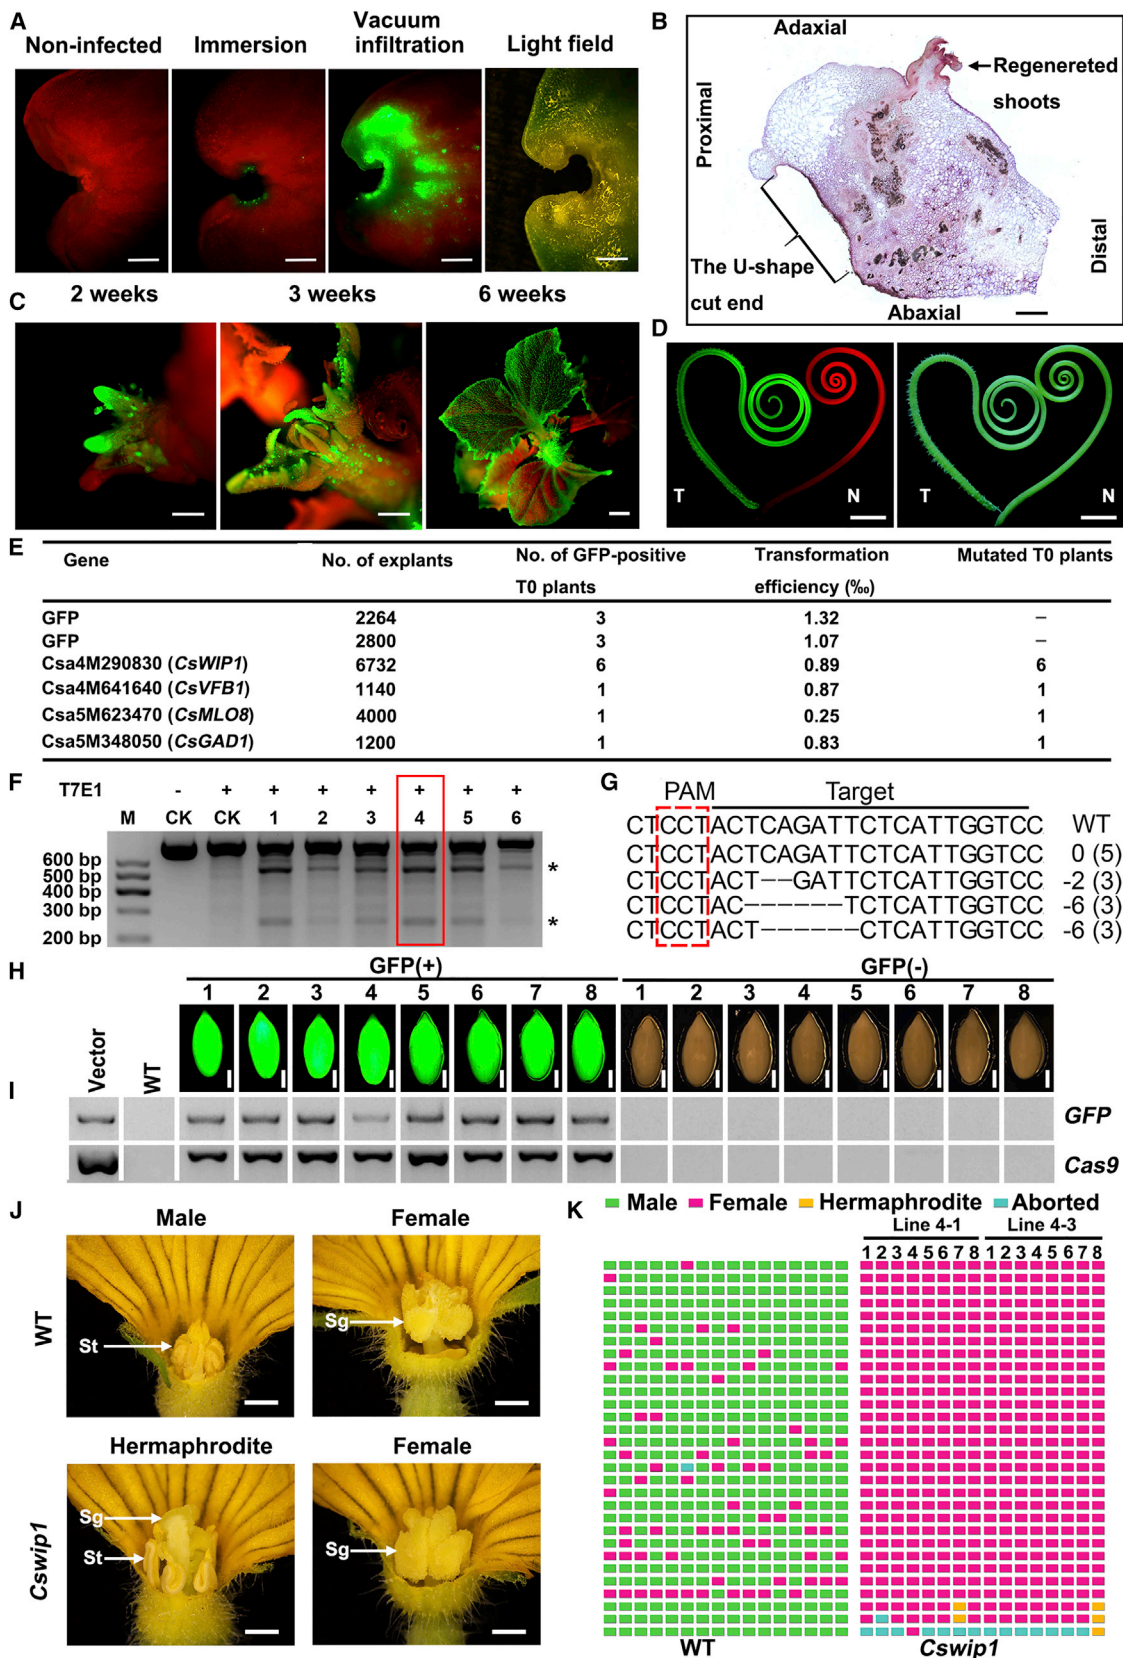 A
Non-infected
Immersion
Vacuum
infiltration
Light field
B
Adaxial
Regenereted
shoots
Proximal
Distal
The U-shape
cut end
Abaxial
C
2 weeks
3 weeks
6 weeks
D
T
N
T
N
E
Gene
No. of explants
No. of GFP-positive
T0 plants
Transformation
efficiency (‰)
Mutated T0 plants
GFP 2264 3 1.32 –
GFP 2800 3 1.07 –
Csa4M290830 (CsWIP1) 6732 6 0.89 6
Csa4M641640 (CsVFB1) 1140 1 0.87 1
Csa5M623470 (CsMLO8) 4000 1 0.25 1
Csa5M348050 (CsGAD1) 1200 1 0.83 1
F
T7E1 - + + + + + + +
M CK CK 1 2 3 4 5 6
600 bp
500 bp
400 bp
300 bp
200 bp
*
*
G
PAM Target
CTCCTACTCAGATTCTCATTGGTCC WT
CTCCTACTCAGATTCTCATTGGTCC 0 (5)
CTCCTACT--GATTCTCATTGGTCC -2 (3)
CTCCTAC------TCTCATTGGTCC -6 (3)
CTCCTACT------CTCATTGGTCC -6 (3)
H
GFP(+) GFP(-)
1 2 3 4 5 6 7 8 1 2 3 4 5 6 7 8
Vector
WT
I
GFP
Cas9
J
Male
Female
WT
St
Sg
Hermaphrodite
Female
Cswip1
Sg
St
Sg
K
Male Female Hermaphrodite Aborted
Line 4-1 Line 4-3
1 2 3 4 5 6 7 8 1 2 3 4 5 6 7 8
WT
Cswip1